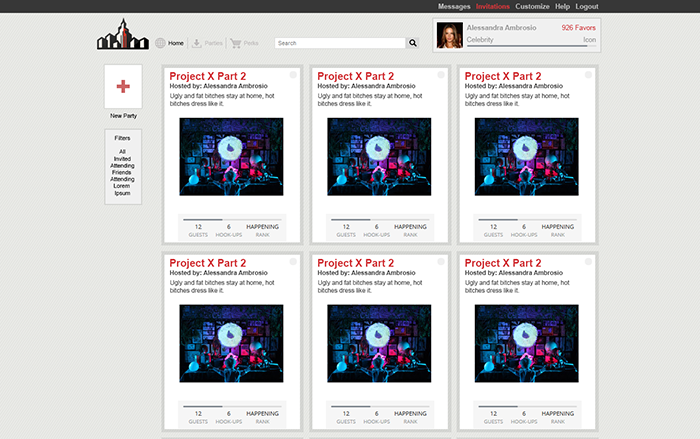 Messages Invitations Customize Help Logout
Home Parties Perks Search
Alessandra Ambrosio 926 Favors
Celebrity Icon
New Party
Filters
All
Invited
Attending
Friends
Attending
Lorem
Ipsum
Project X Part 2
Hosted by: Alessandra Ambrosio
Ugly and fat bitches stay at home, hot
bitches dress like it.
12 6 HAPPENING
GUESTS HOOK-UPS RANK
Project X Part 2
Hosted by: Alessandra Ambrosio
Ugly and fat bitches stay at home, hot
bitches dress like it.
12 6 HAPPENING
GUESTS HOOK-UPS RANK
Project X Part 2
Hosted by: Alessandra Ambrosio
Ugly and fat bitches stay at home, hot
bitches dress like it.
12 6 HAPPENING
GUESTS HOOK-UPS RANK
Project X Part 2
Hosted by: Alessandra Ambrosio
Ugly and fat bitches stay at home, hot
bitches dress like it.
12 6 HAPPENING
GUESTS HOOK-UPS RANK
Project X Part 2
Hosted by: Alessandra Ambrosio
Ugly and fat bitches stay at home, hot
bitches dress like it.
12 6 HAPPENING
GUESTS HOOK-UPS RANK
Project X Part 2
Hosted by: Alessandra Ambrosio
Ugly and fat bitches stay at home, hot
bitches dress like it.
12 6 HAPPENING
GUESTS HOOK-UPS RANK